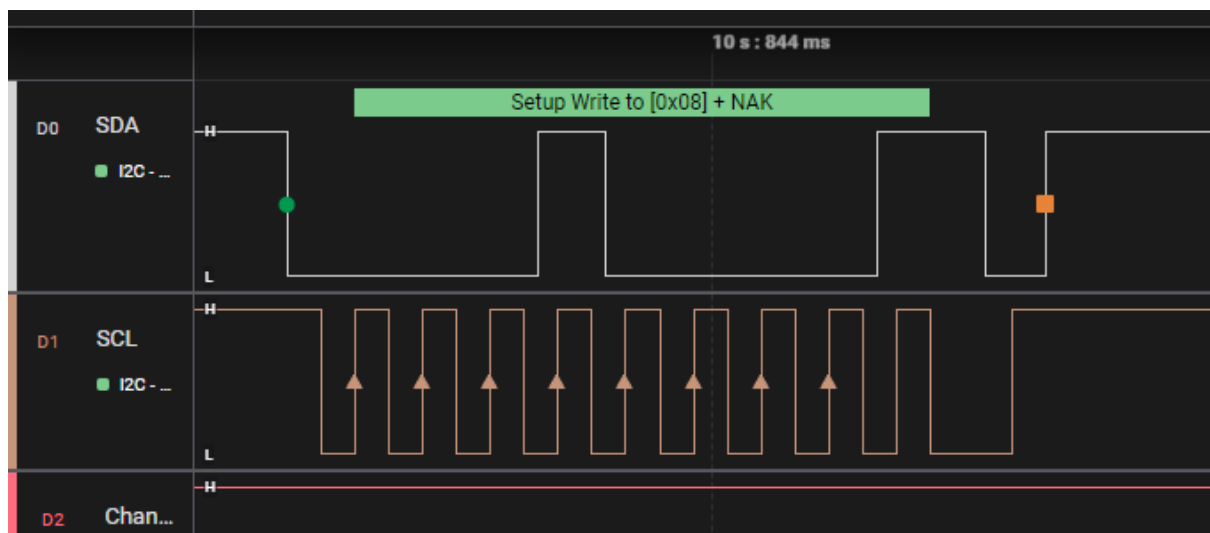 10 s : 844 ms
Setup Write to [0x08] + NAK
D0 SDA
H
I2C - ...
L
H
D1 SCL
I2C - ...
L
H
D2 Chan...